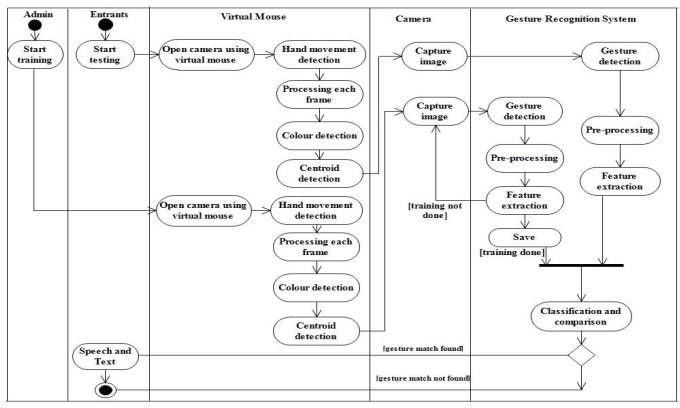 Admin
Entrants
Virtual Mouse
Camera
Gesture Recognition System
Start
training
Start
testing
Open camera using
virtual mouse
Hand movement
detection
Capture
image
Gesture
detection
Processing each
frame
Capture
image
Gesture
detection
Pre-processing
Colour detection
Pre-processing
Centroid
detection
Feature
extraction
[training not
done]
Feature
extraction
Open camera using
virtual mouse
Hand movement
detection
Save
[training done]
Processing each
frame
Colour detection
Classification and
comparison
Centroid
detection
Speech and
Text
[gesture match found]
[gesture match not found]